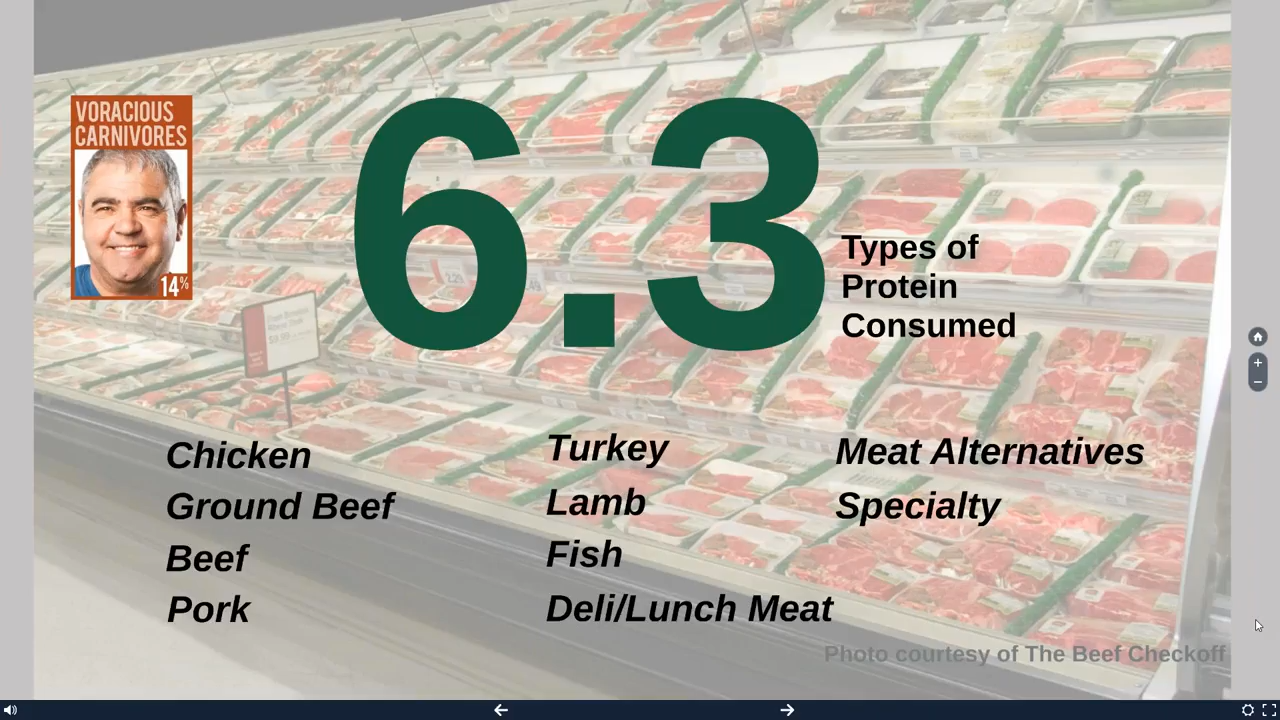 VORACIOUS
CARNIVORES
14%
6.3
Types of
Protein
Consumed
Chicken
Ground Beef
Beef
Pork
Turkey
Lamb
Fish
Deli/Lunch Meat
Meat Alternatives
Specialty
Photo courtesy of The Beef Checkoff